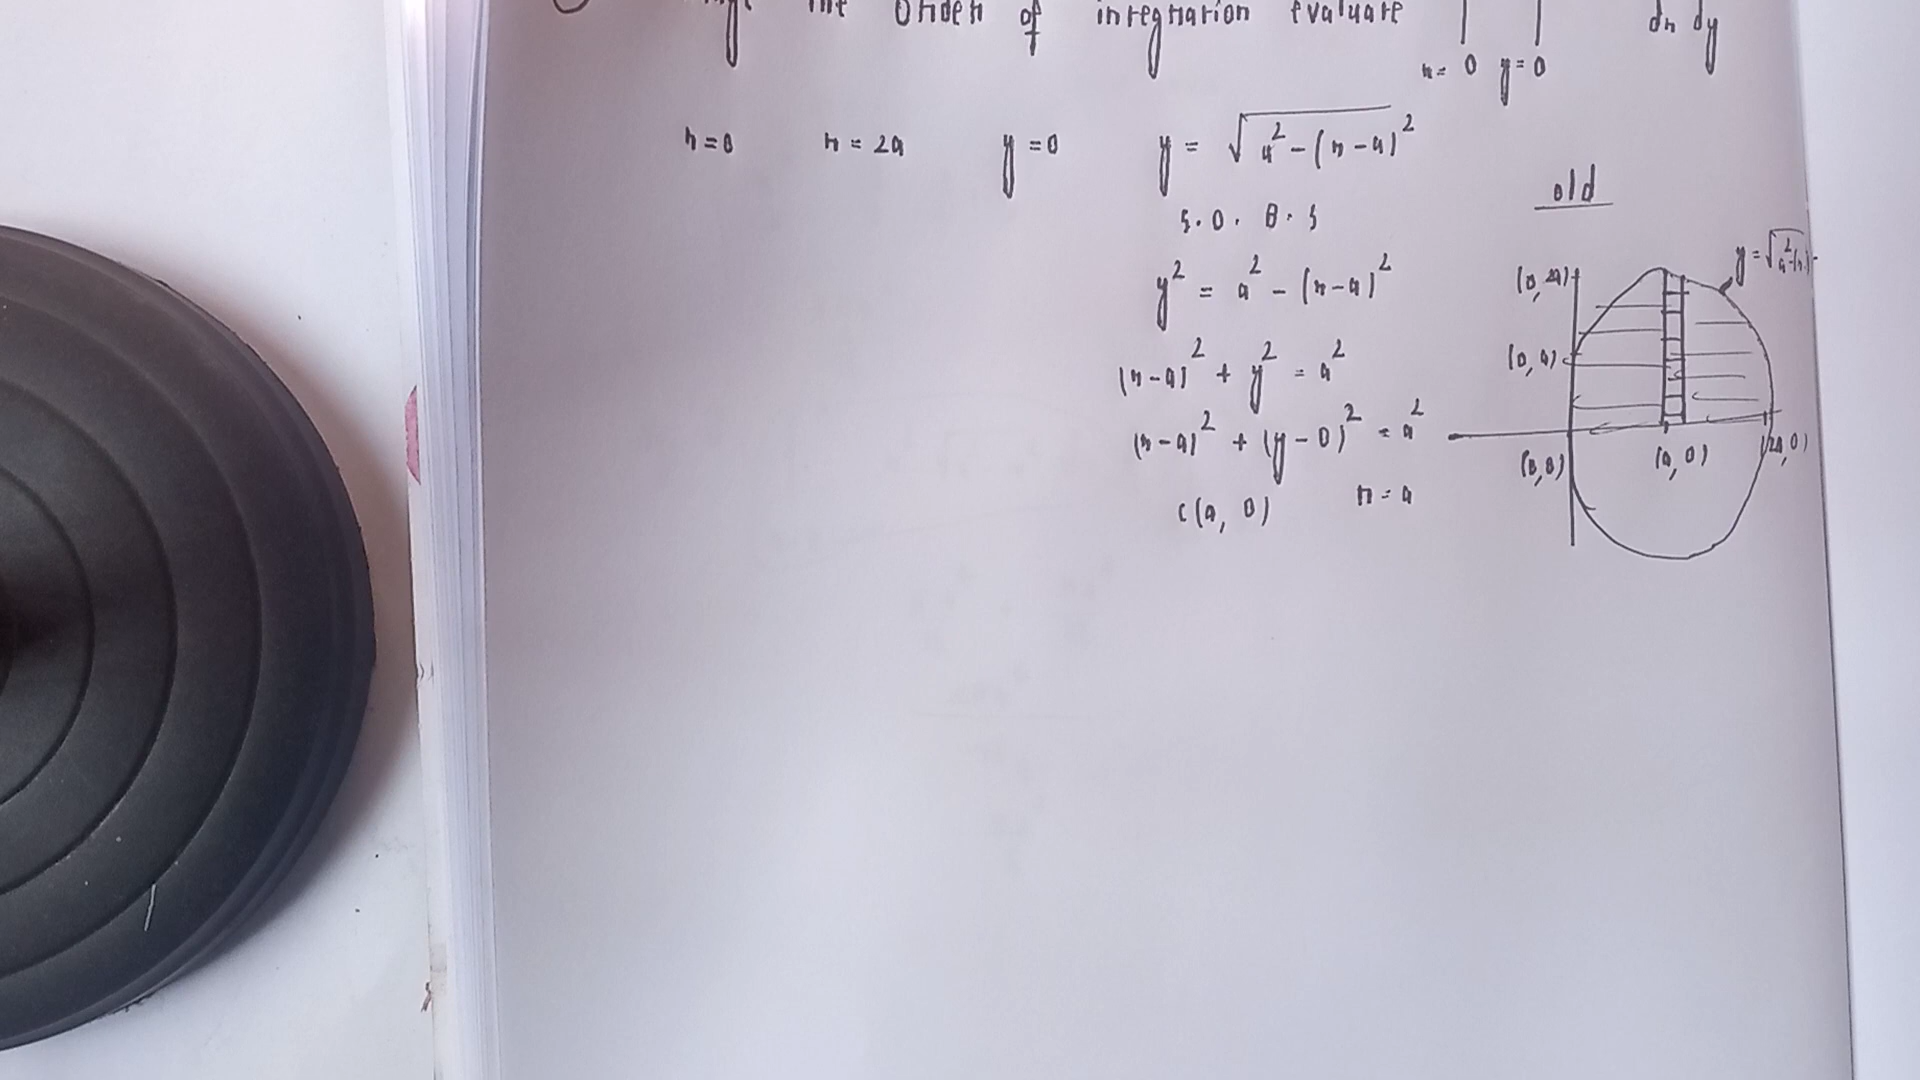 the Order of integration evaluate ∫ ∫ dx dy
x = 0 y = 0
x = 0 x = 2a y = 0 y = √a² - (x - a)²
S. O. B. S
old
y² = a² - (x - a)²
(x - a)² + y² = a²
(x - a)² + (y - 0)² = a²
C(a, 0) r = a
(0, 2a)
(0, a)
(0, 0) (a, 0) (2a, 0)